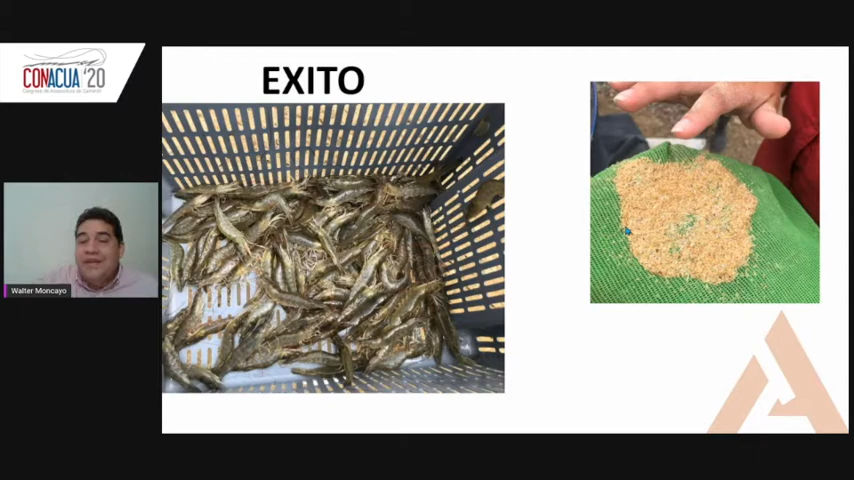 EXITO
CONACUA '20
Congreso de Acuacultura de Camarón
Walter Moncayo